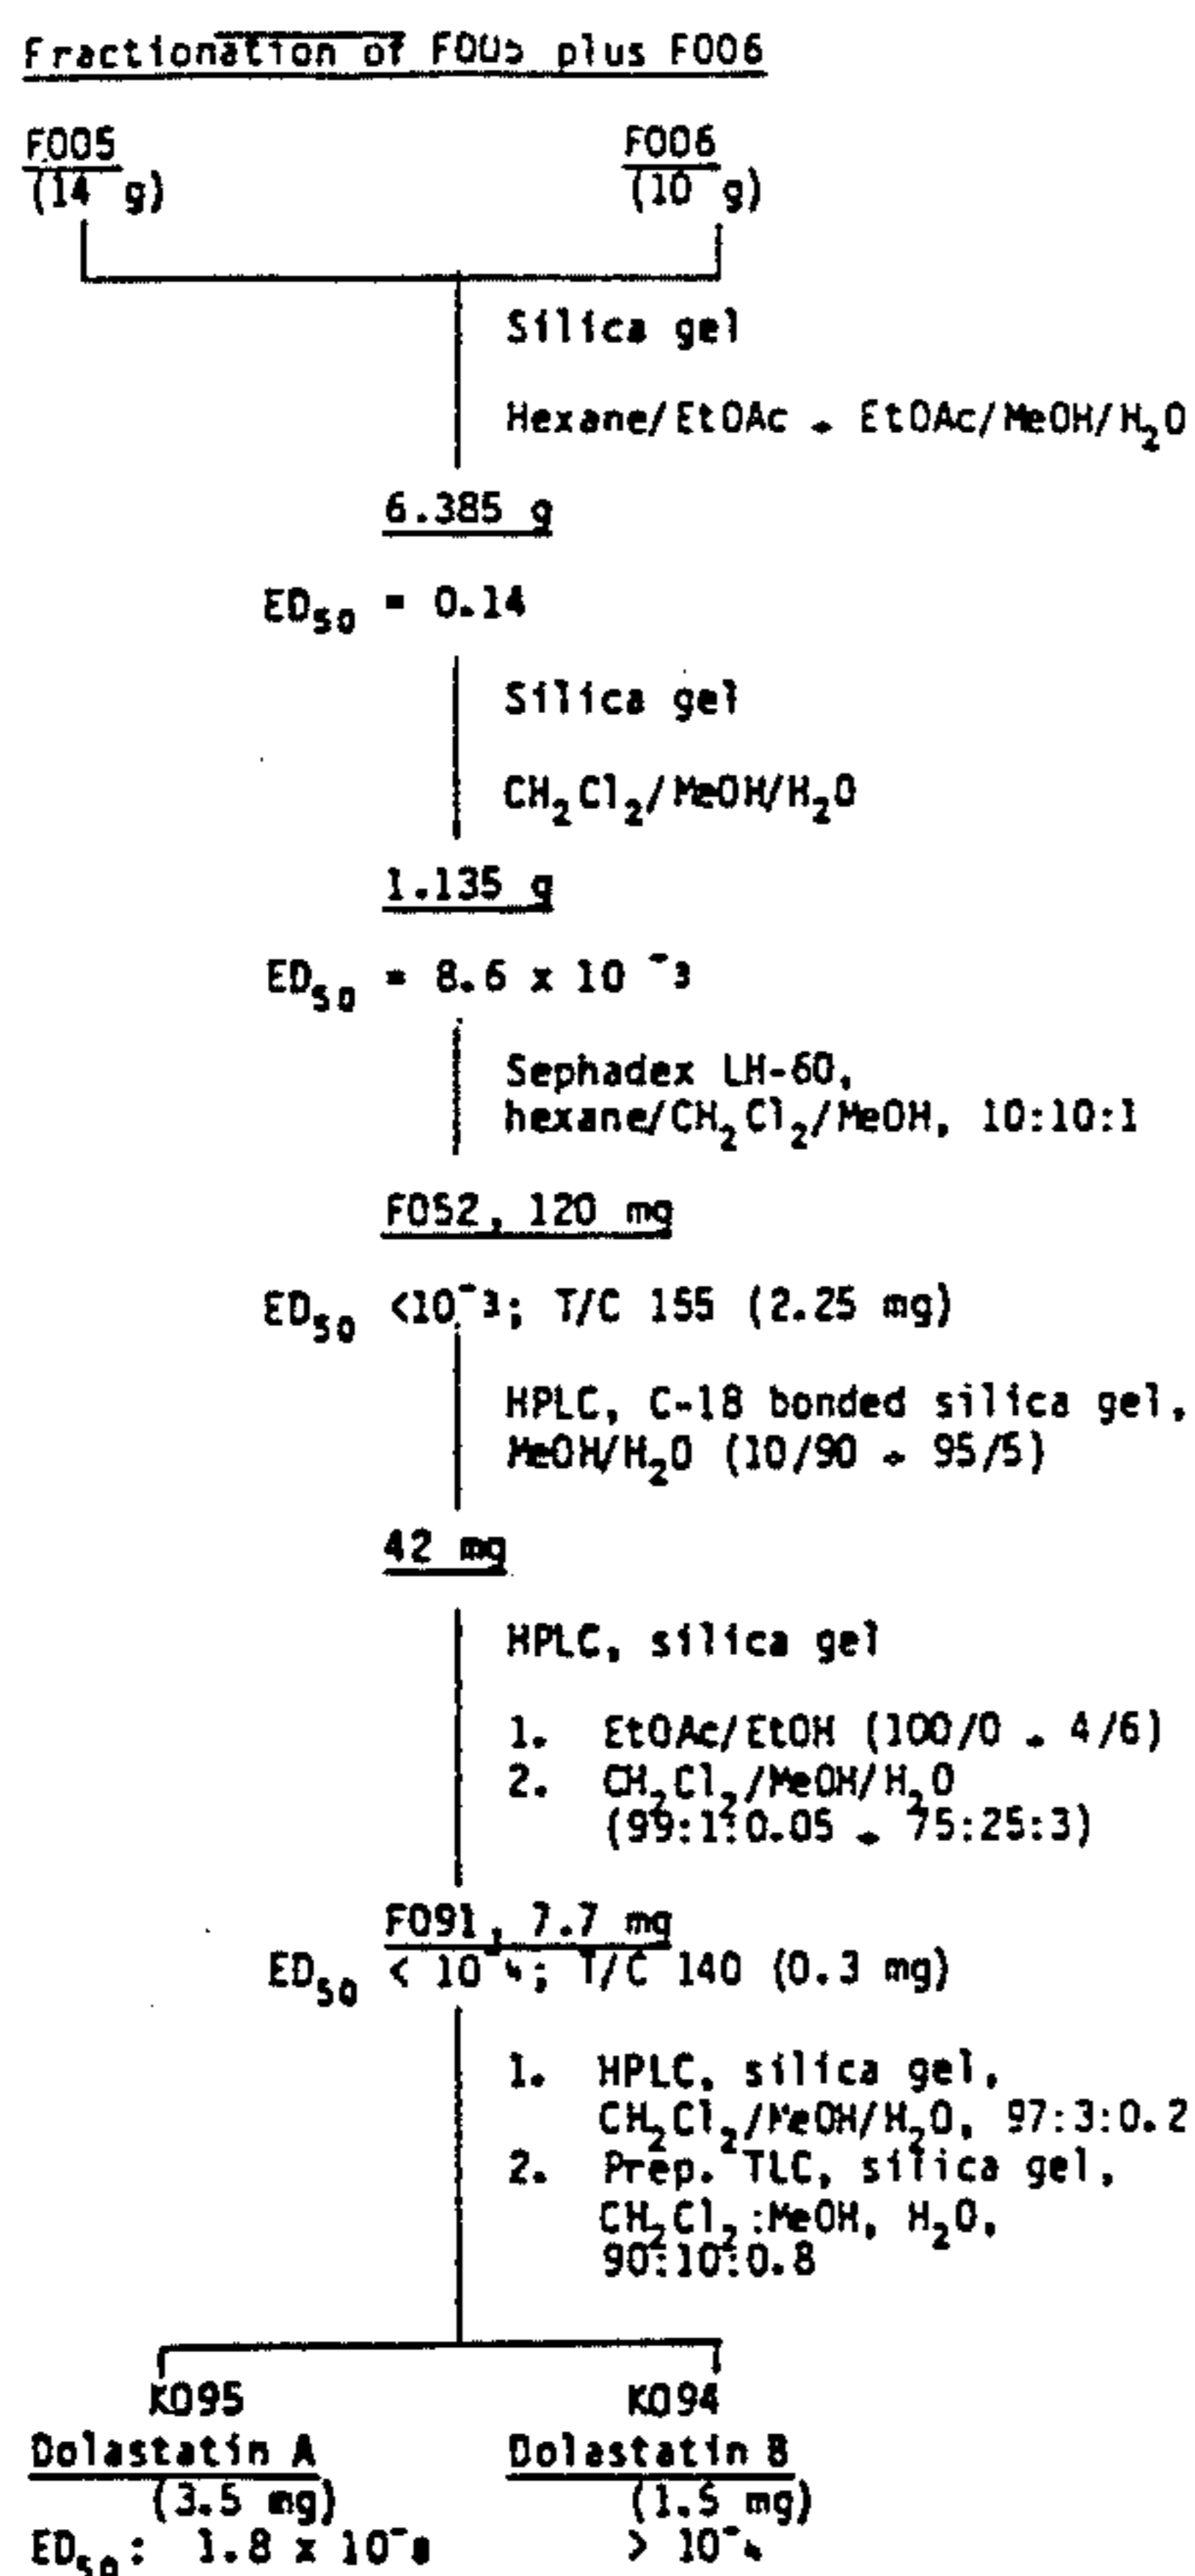 Fractionation of F005 plus F006
F005 F006
(14 g) (10 g)
Silica gel
Hexane/EtOAc → EtOAc/MeOH/H₂O
6.385 g
ED₅₀ = 0.14
Silica gel
CH₂Cl₂/MeOH/H₂O
1.135 g
ED₅₀ = 8.6 x 10⁻³
Sephadex LH-60,
hexane/CH₂Cl₂/MeOH, 10:10:1
F052, 120 mg
ED₅₀ <10⁻³; T/C 155 (2.25 mg)
HPLC, C-18 bonded silica gel,
MeOH/H₂O (10/90 → 95/5)
42 mg
HPLC, silica gel
1. EtOAc/EtOH (100/0 → 4/6)
2. CH₂Cl₂/MeOH/H₂O
(99:1:0.05 → 75:25:3)
F091, 7.7 mg
ED₅₀ < 10⁻⁴; T/C 140 (0.3 mg)
1. HPLC, silica gel,
CH₂Cl₂/MeOH/H₂O, 97:3:0.2
2. Prep. TLC, silica gel,
CH₂Cl₂:MeOH, H₂O,
90:10:0.8
K095 K094
Dolastatin A Dolastatin B
(3.5 mg) (1.5 mg)
ED₅₀: 1.8 x 10⁻⁸ > 10⁻⁴